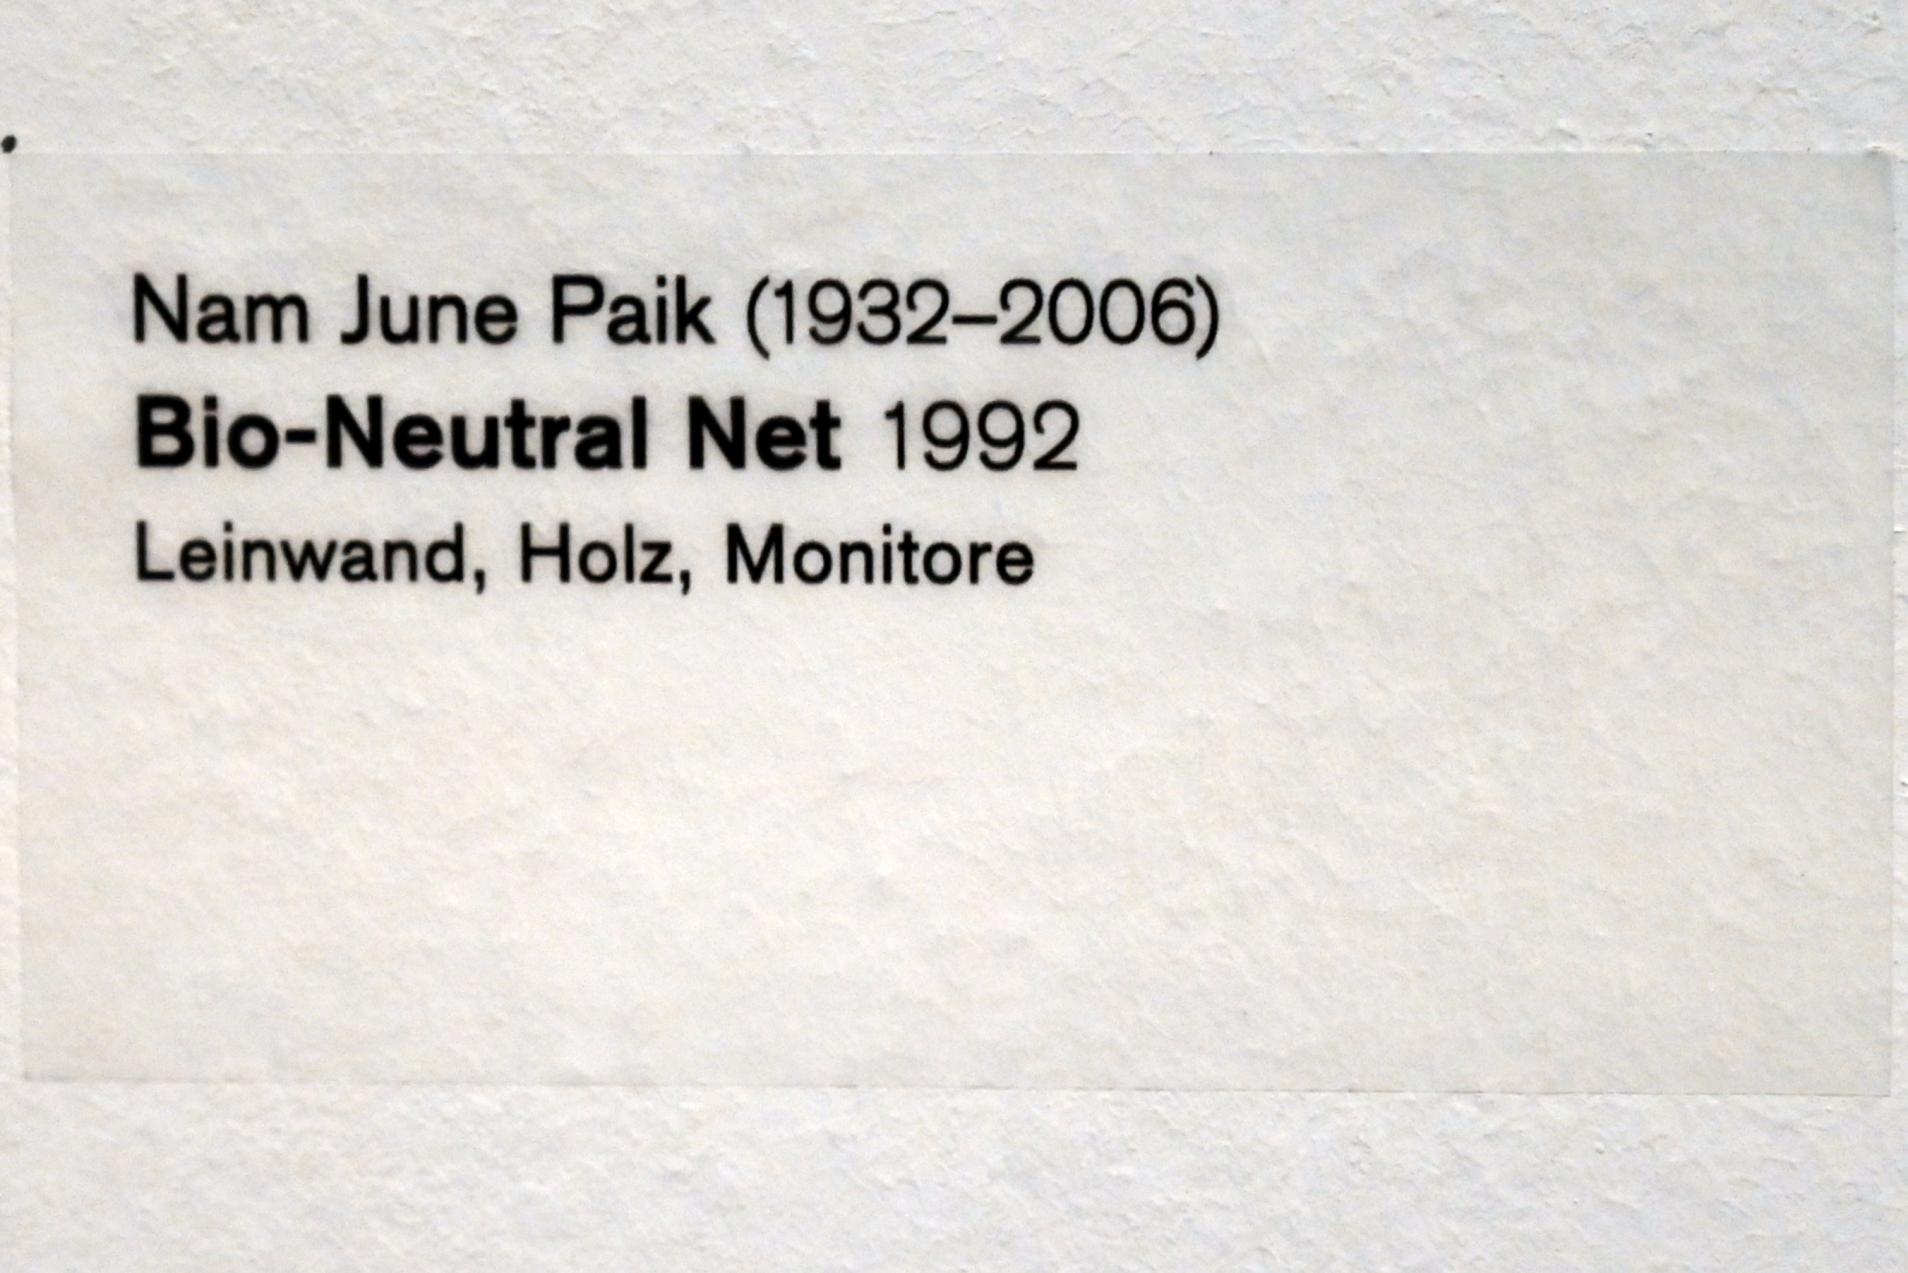 Nam June Paik (1932–2006)
Bio-Neutral Net 1992
Leinwand, Holz, Monitore